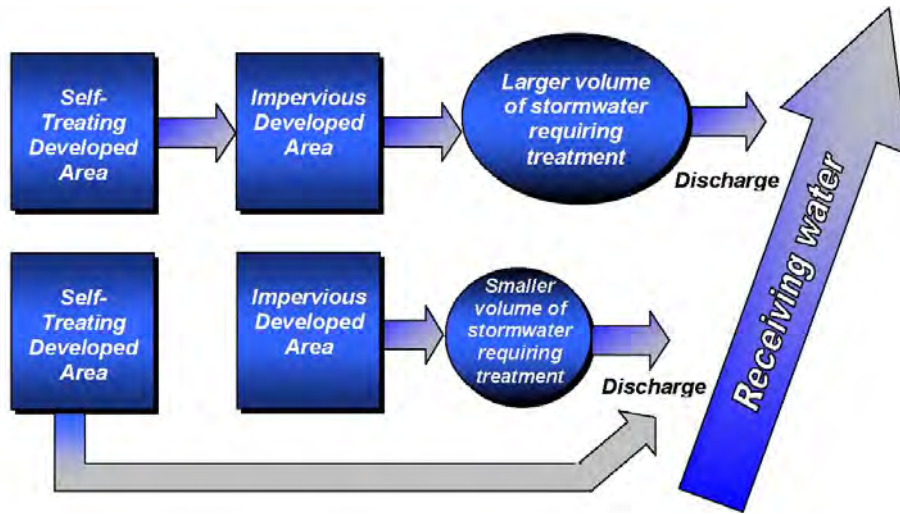 Self-
Treating
Developed
Area
Impervious
Developed
Area
Larger volume
of stormwater
requiring
treatment
Discharge
Self-
Treating
Developed
Area
Impervious
Developed
Area
Smaller
volume of
stormwater
requiring
treatment
Discharge
Receiving water